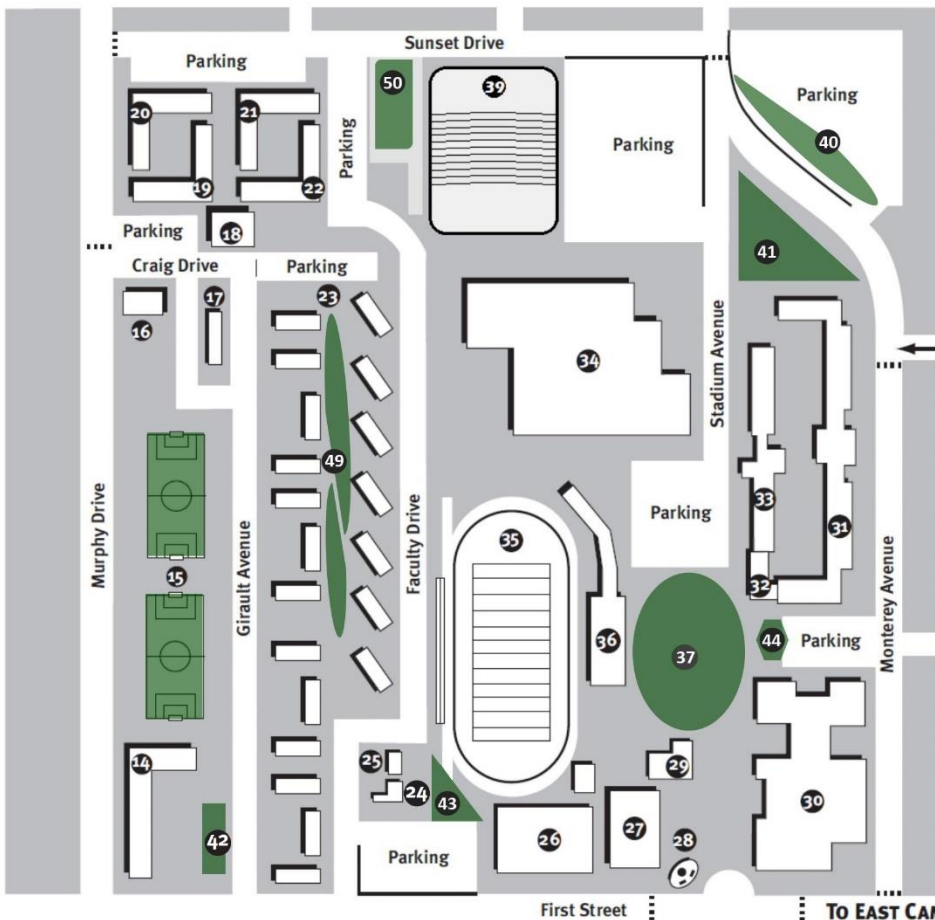 Sunset Drive
Parking
50
39
Parking
20
21
Parking
40
Parking
19
22
Parking
18
41
Craig Drive
Parking
17
23
16
34
Stadium Avenue
49
33
31
Parking
Murphy Drive
15
Girault Avenue
Faculty Drive
35
32
36
37
44
Parking
Monterey Avenue
14
25
24
43
29
30
42
26
27
28
Parking
First Street
TO EAST CAM